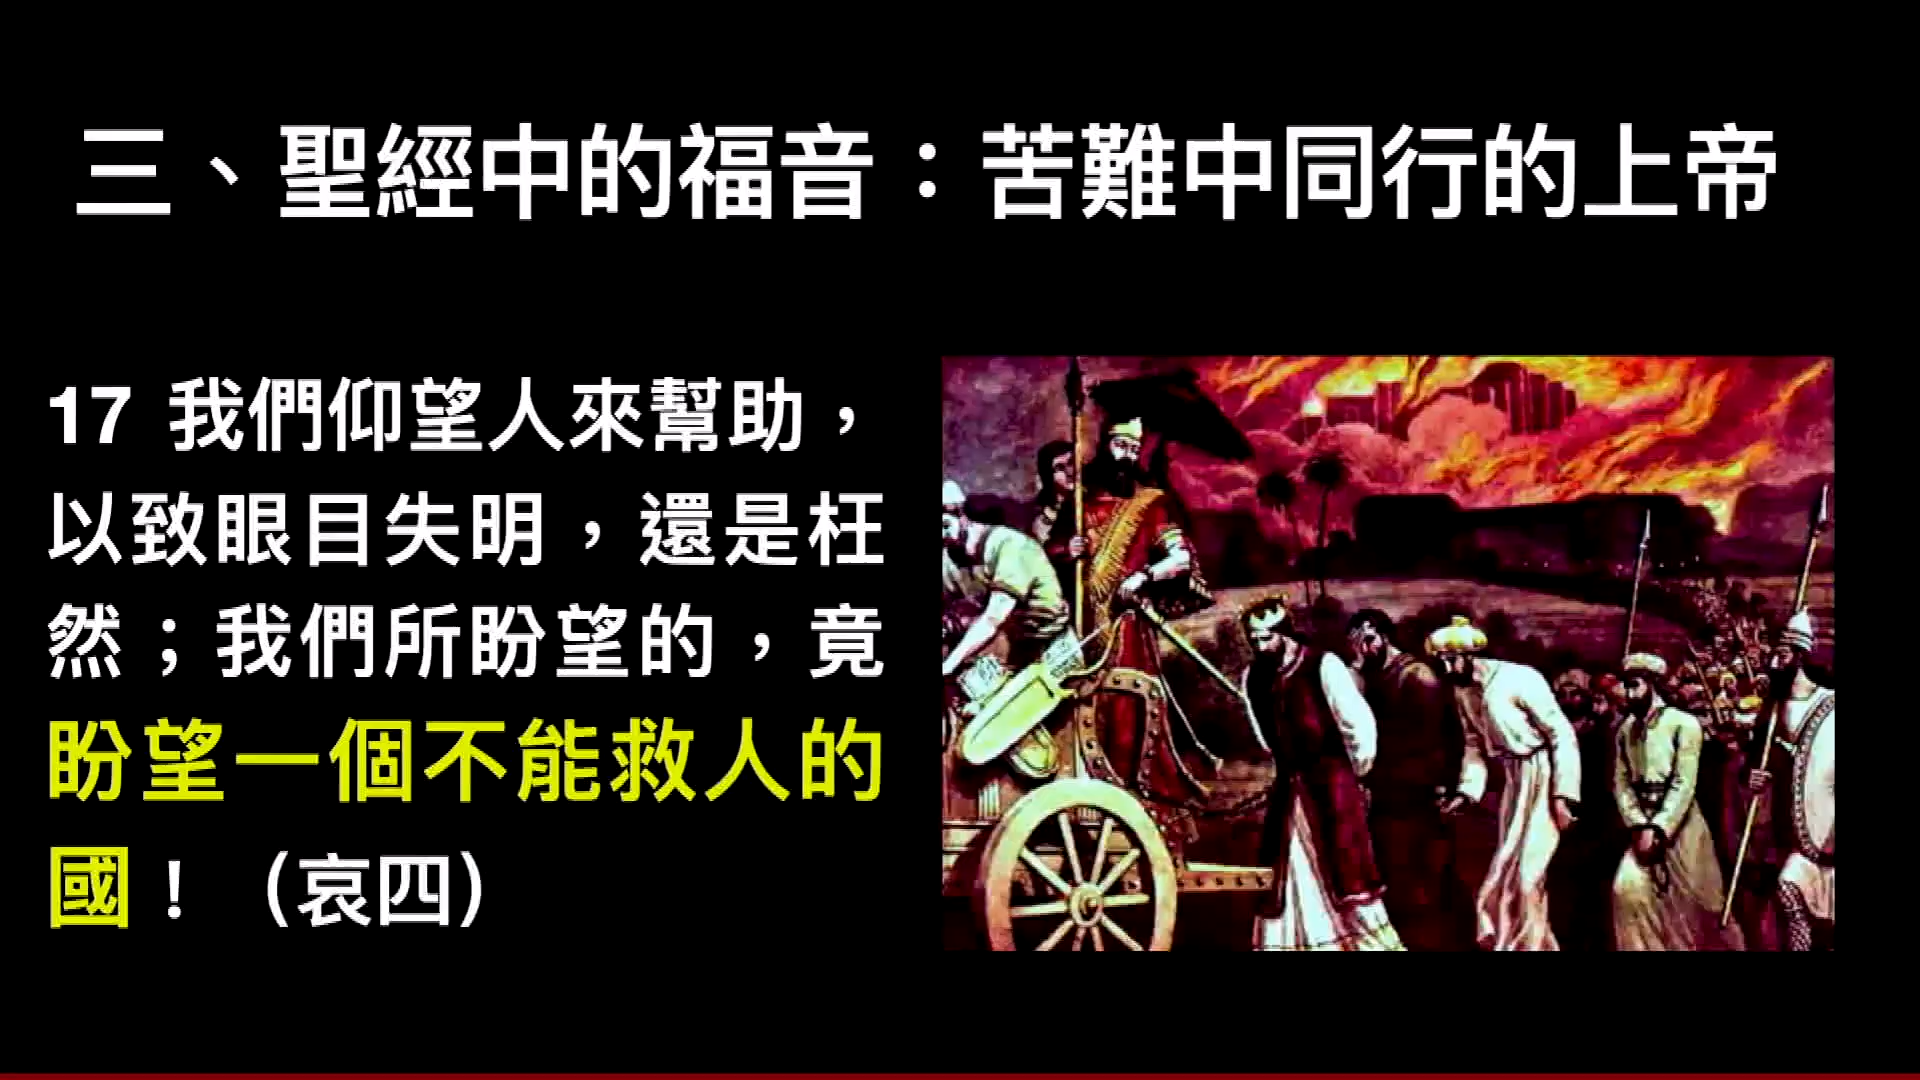 三、聖經中的福音：苦難中同行的上帝
17 我們仰望人來幫助，
以致眼目失明，還是枉
然；我們所盼望的，竟
盼望一個不能救人的
國！（哀四）